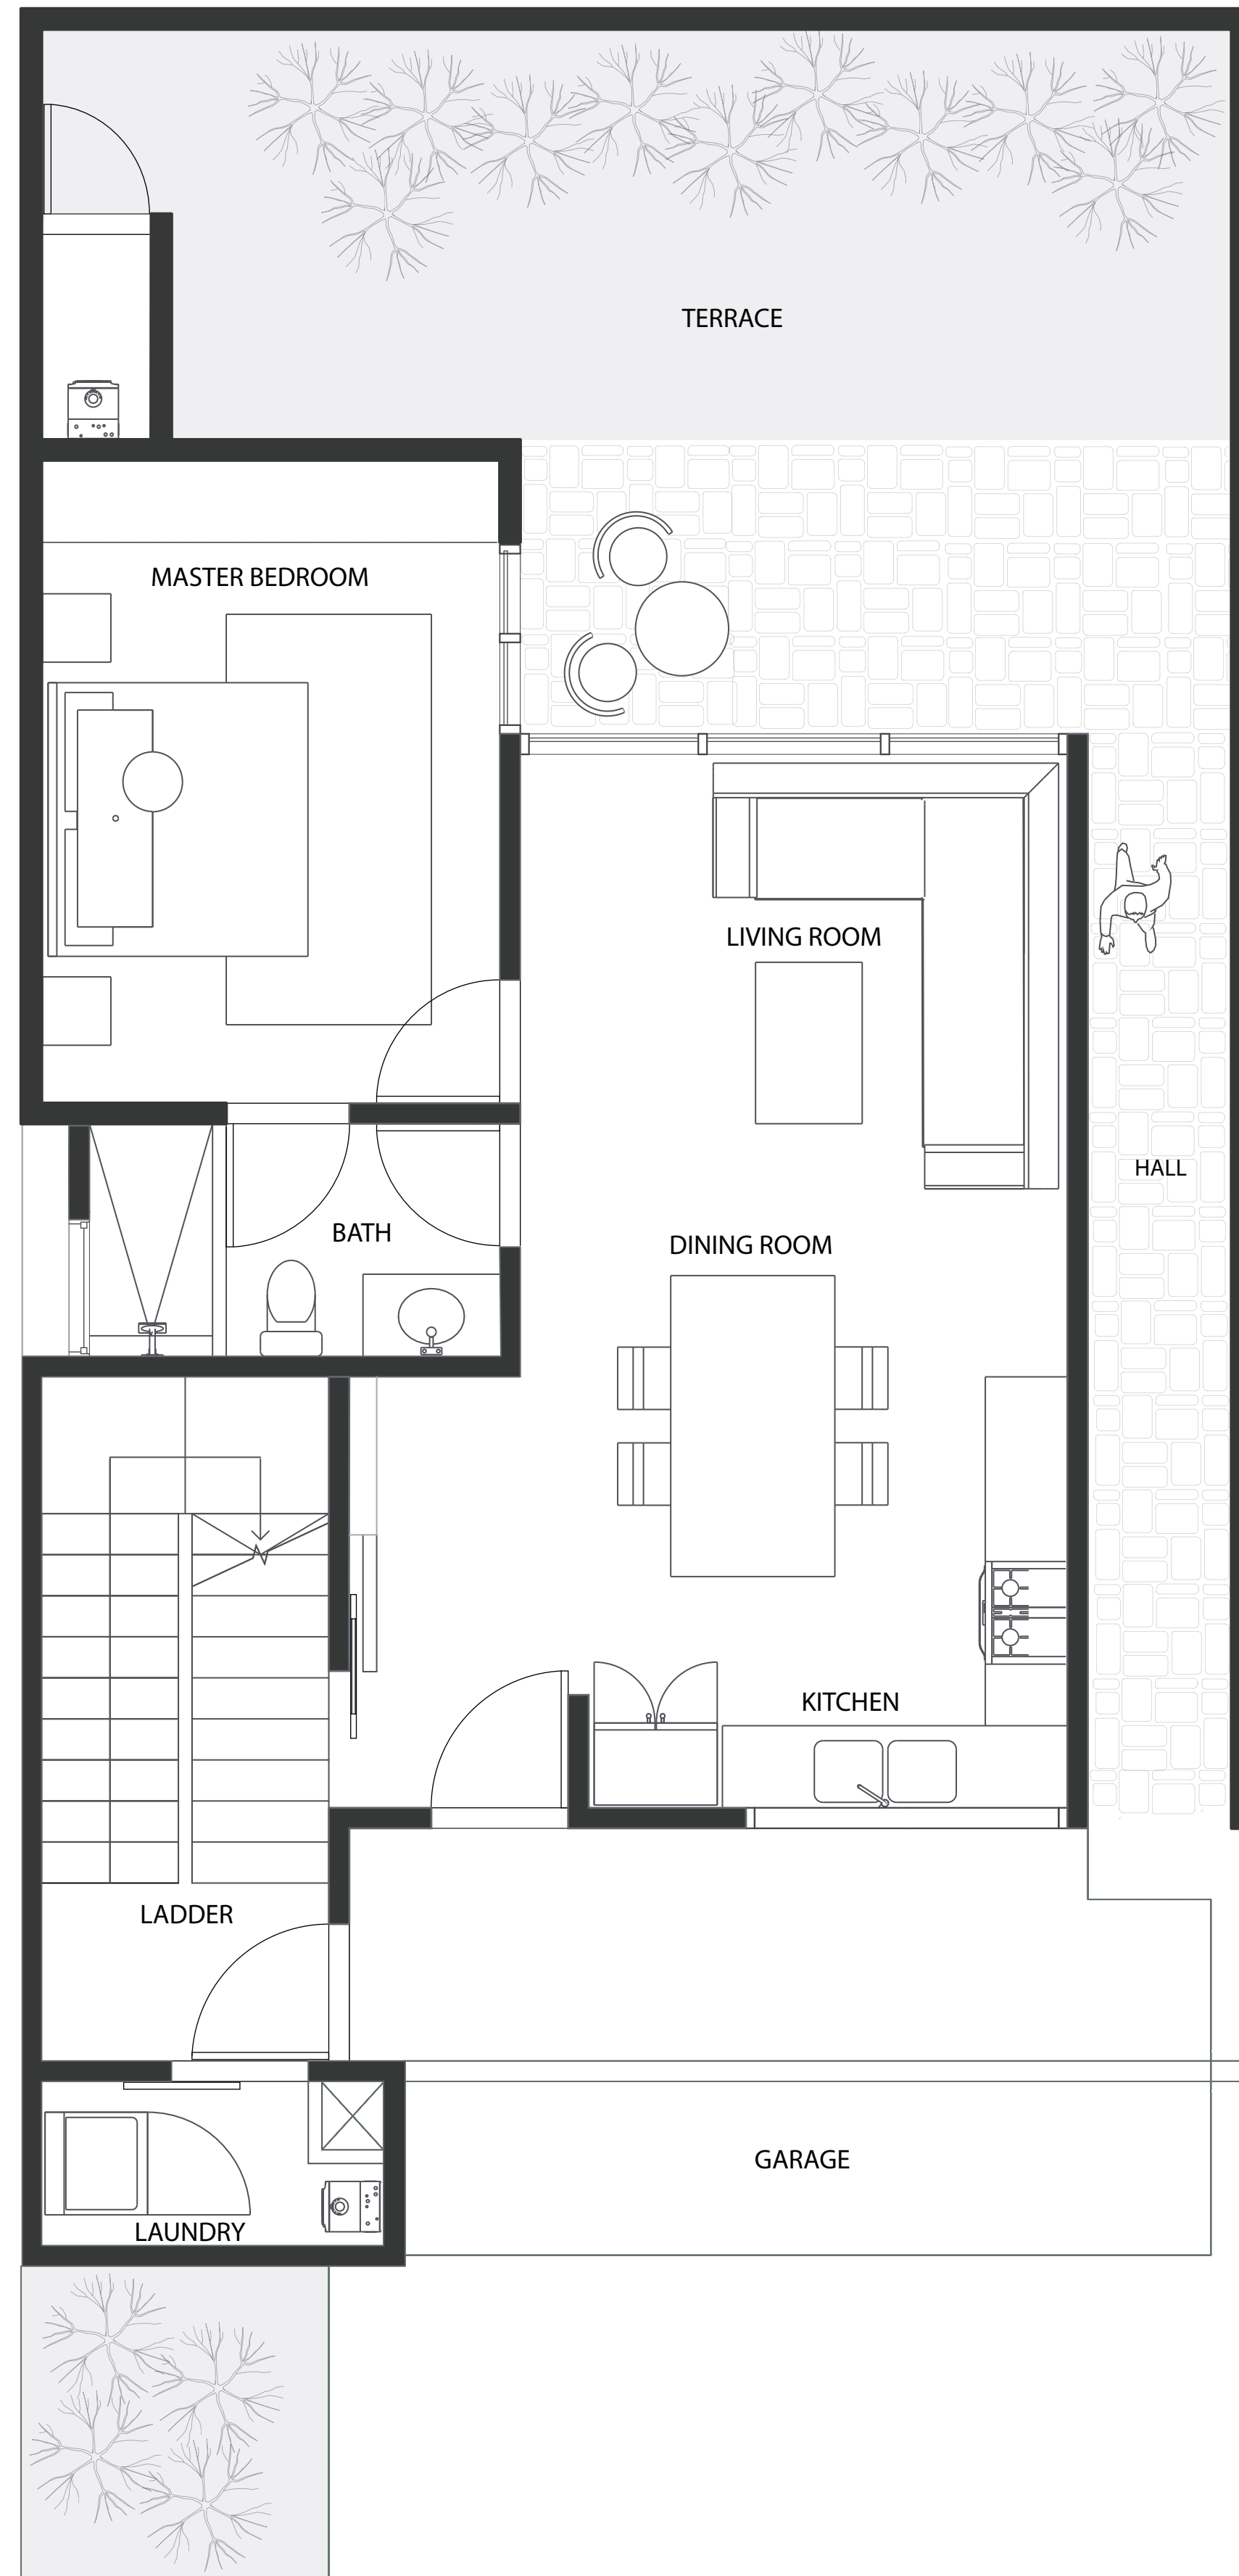 TERRACE
MASTER BEDROOM
LIVING ROOM
HALL
BATH
DINING ROOM
KITCHEN
LADDER
GARAGE
LAUNDRY